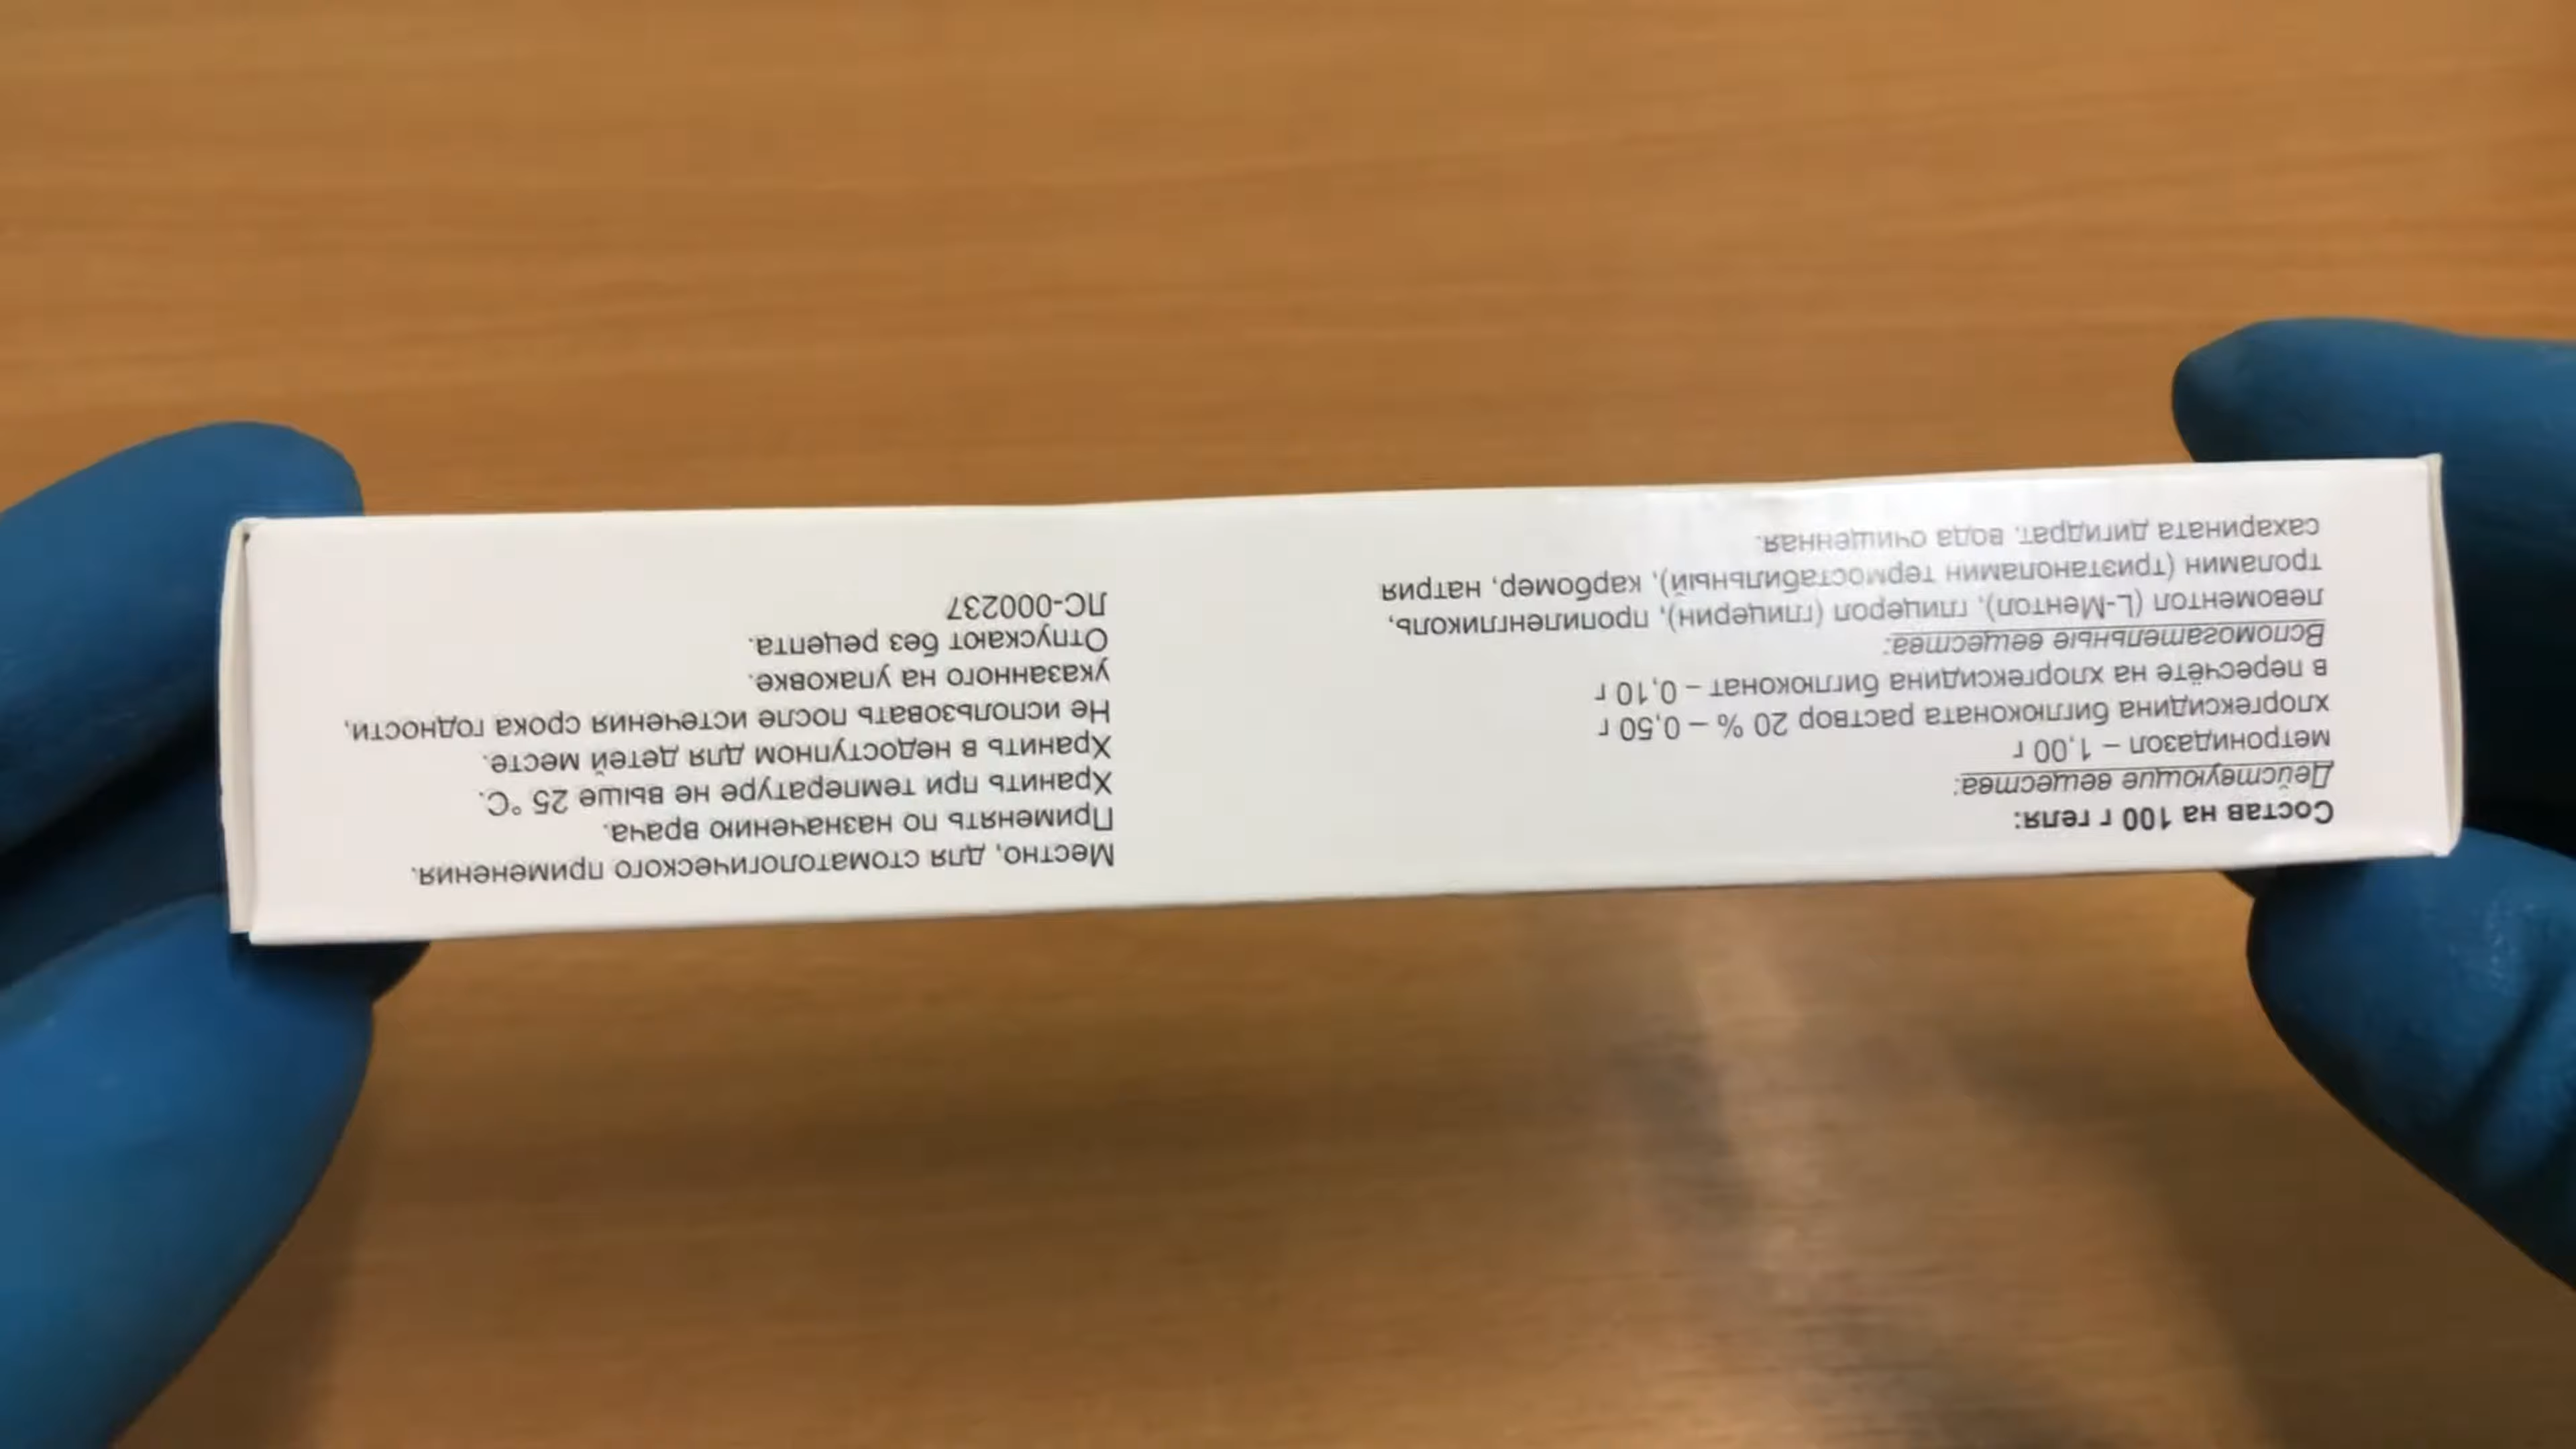 Состав на 100 г геля:
Действующие вещества:
метронидазол – 1,00 г
хлоргексидина биглюконата раствор 20 % – 0,50 г
в пересчёте на хлоргексидина биглюконат – 0,10 г
Вспомогательные вещества:
левоментол (L-Ментол), глицерол (глицерин), пропиленгликоль,
троламин (триэтаноламин термостабильный), карбомер, натрия
сахарината дигидрат, вода очищенная.
Местно, для стоматологического применения.
Применять по назначению врача.
Хранить при температуре не выше 25 °С.
Хранить в недоступном для детей месте.
Не использовать после истечения срока годности,
указанного на упаковке.
Отпускают без рецепта.
ЛС-000237